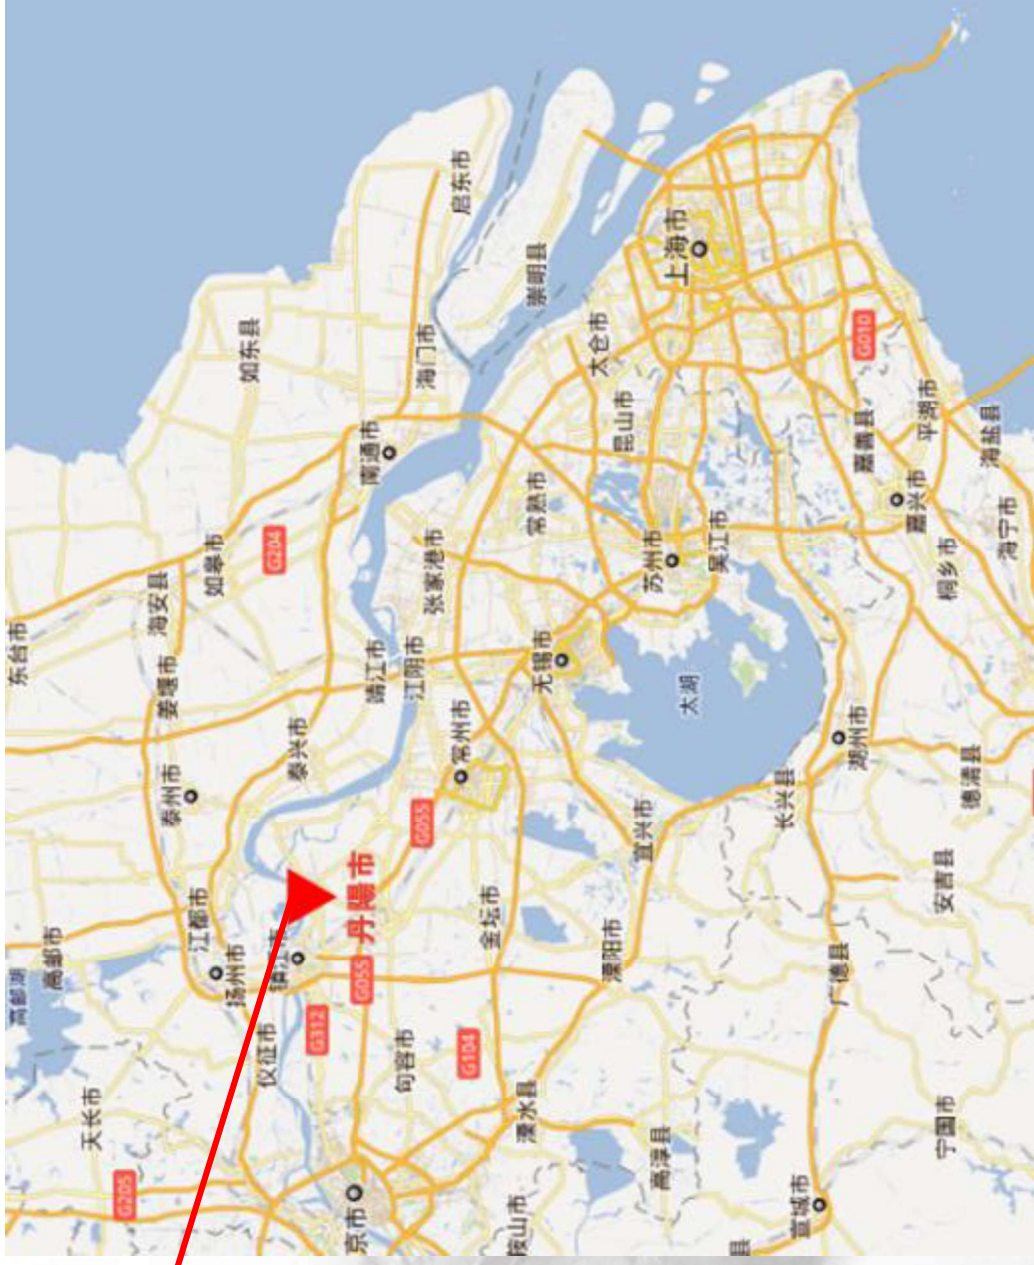 高邮湖
东台市
高邮市
天长市
G205
海安县
姜堰市
泰州市
江都市
如皋市
扬州市
如东县
仪征市
G204
镇江市
泰兴市
G312
京市
丹陽市
G055
南通市
靖江市
句容市
江阴市
G055
海门市
张家港市
常州市
启东市
G104
金坛市
鞍山市
溧水县
常熟市
崇明县
无锡市
太仓市
溧阳市
昆山市
宜兴市
苏州市
高淳县
上海市
太湖
吴江市
县
长兴县
宣城市
广德县
湖州市
G010
嘉善县
嘉兴市
平湖市
安吉县
宁国市
桐乡市
德清县
海盐县
海宁市